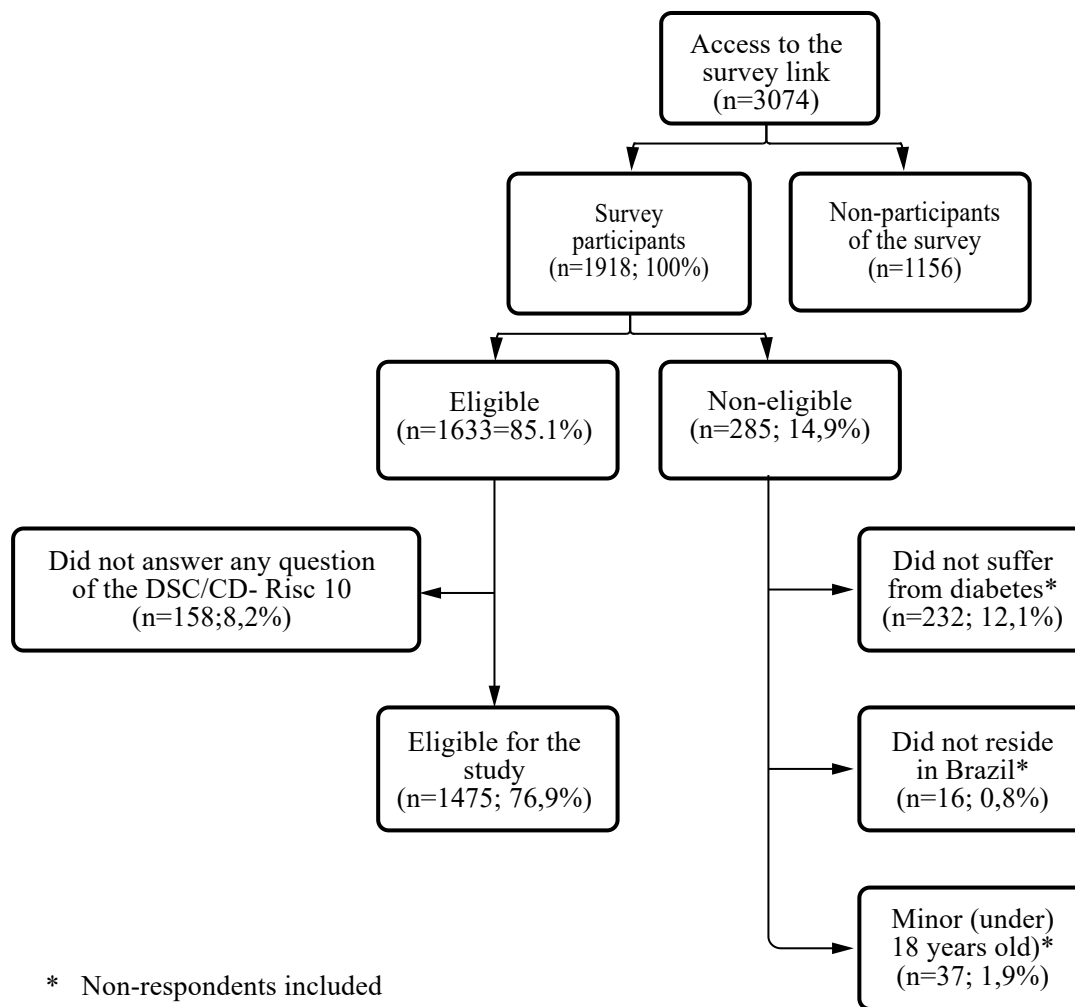 Access to the
survey link
(n=3074)
Survey
participants
(n=1918; 100%)
Non-participants
of the survey
(n=1156)
Eligible
(n=1633=85.1%)
Non-eligible
(n=285; 14,9%)
Did not answer any question
of the DSC/CD- Risc 10
(n=158;8,2%)
Did not suffer
from diabetes*
(n=232; 12,1%)
Eligible for the
study
(n=1475; 76,9%)
Did not reside
in Brazil*
(n=16; 0,8%)
Minor (under)
18 years old)*
(n=37; 1,9%)
* Non-respondents included